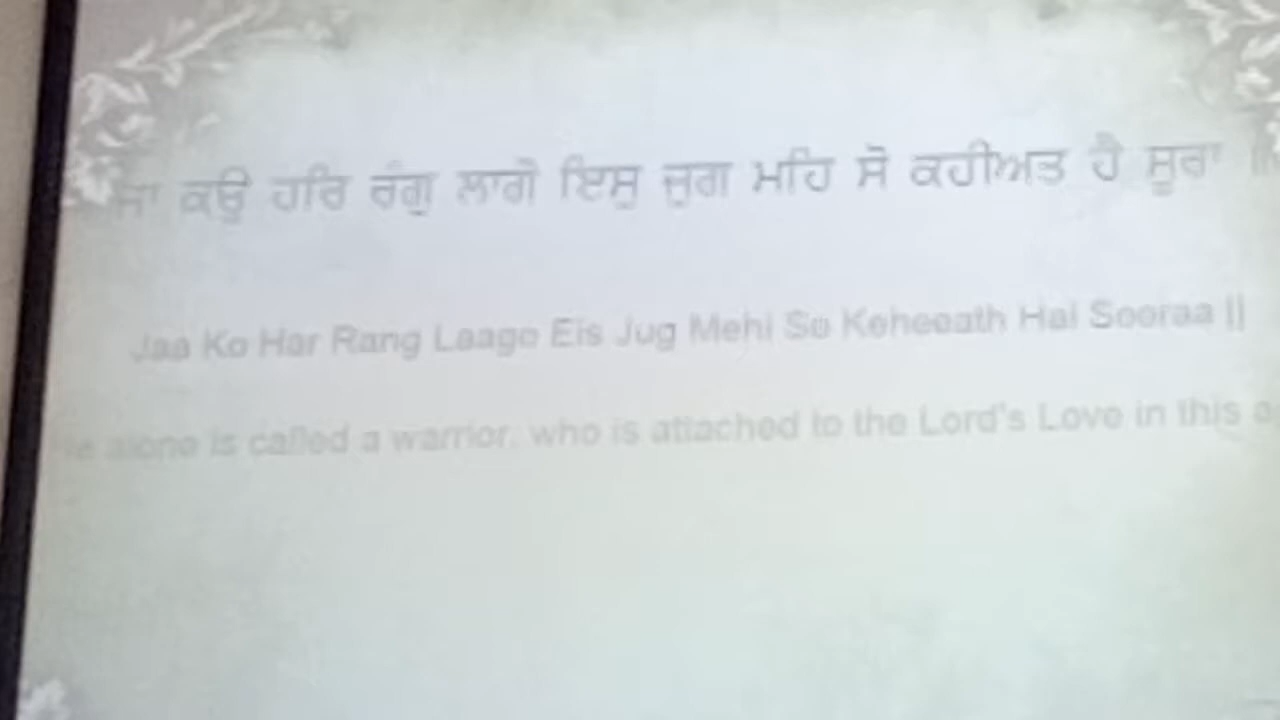 ਜਾ ਕਉ ਹਰਿ ਰੰਗੁ ਲਾਗੋ ਇਸੁ ਜੁਗ ਮਹਿ ਸੋ ਕਹੀਅਤ ਹੈ ਸੂਰਾ ॥
Jaa Ko Har Rang Laago Eis Jug Mehi So Keheeath Hai Sooraa ||
alone is called a warrior, who is attached to the Lord's Love in this